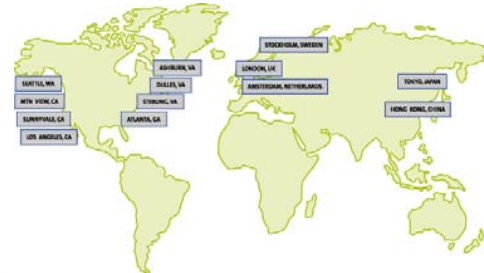 STOCKHOLM, SWEDEN
ASHBURN, VA
LONDON, UK
SEATTLE, WA
DULLES, VA
AMSTERDAM, NETHERLANDS
TOKYO, JAPAN
MTN VIEW, CA
STERLING, VA
HONG KONG, CHINA
SUNNYVALE, CA
ATLANTA, GA
LOS ANGELES, CA